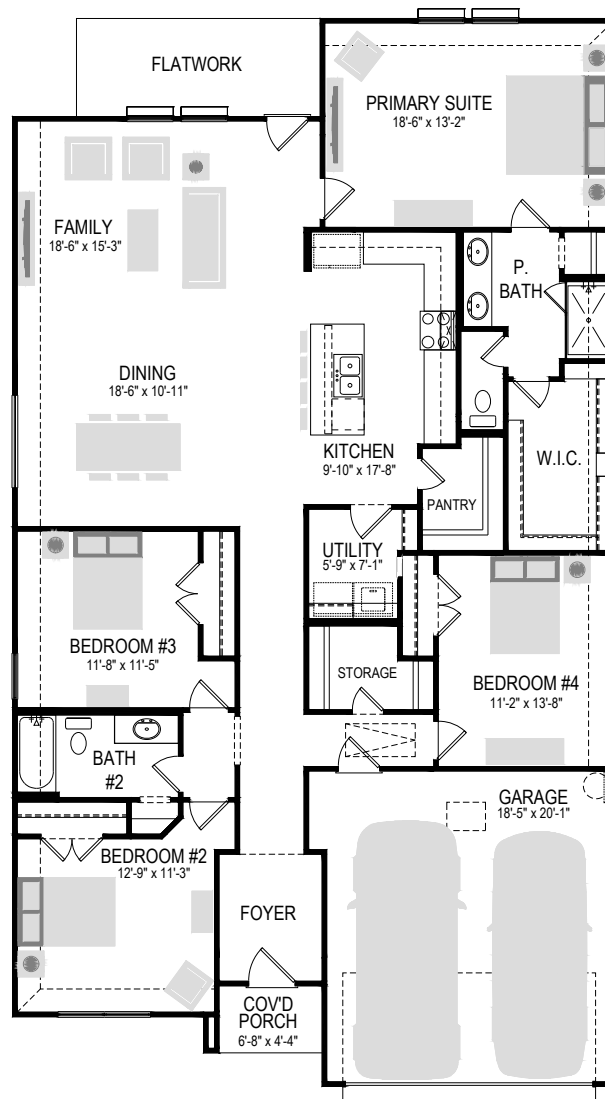 FLATWORK
PRIMARY SUITE
18'-6" x 13'-2"
FAMILY
18'-6" x 15'-3"
P.
BATH
DINING
18'-6" x 10'-11"
KITCHEN
9'-10" x 17'-8"
W.I.C.
PANTRY
UTILITY
5'-9" x 7'-1"
BEDROOM #3
11'-8" x 11'-5"
STORAGE
BEDROOM #4
11'-2" x 13'-8"
BATH
#2
GARAGE
18'-5" x 20'-1"
BEDROOM #2
12'-9" x 11'-3"
FOYER
COV'D
PORCH
6'-8" x 4'-4"